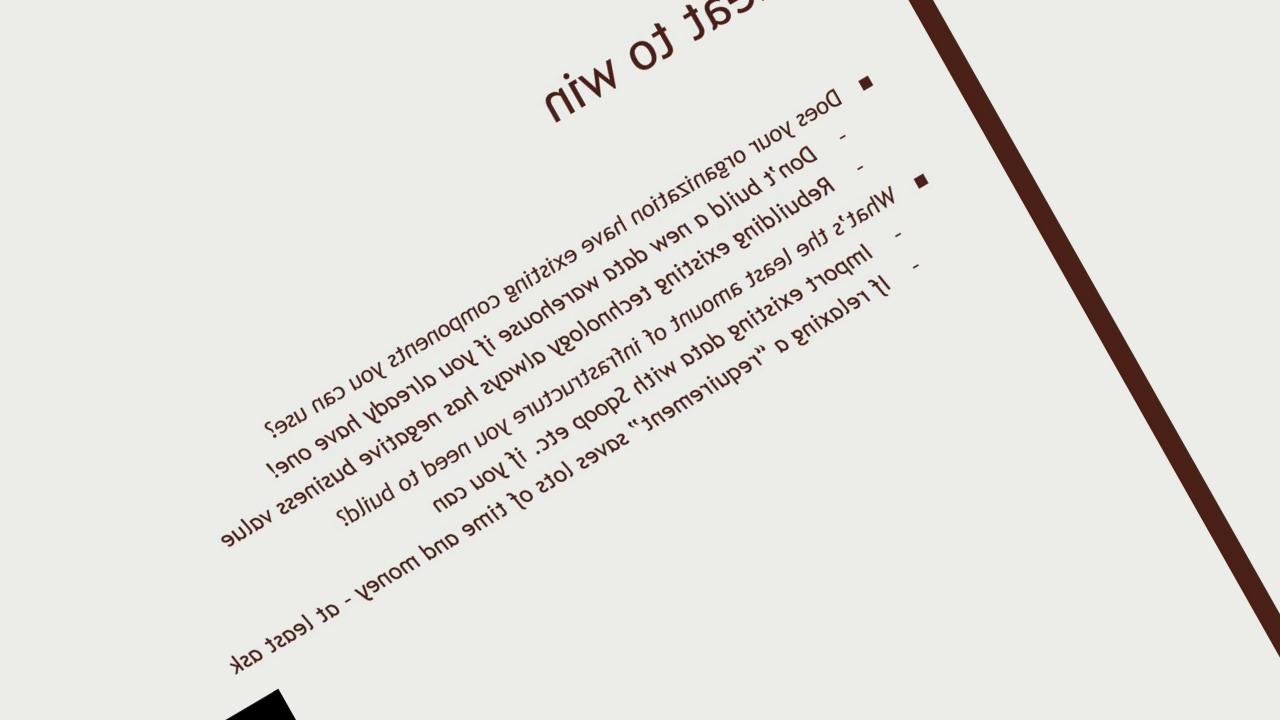 to win
■ Does your organization have existing components you can use?
- Don't build a new data warehouse if you already have one!
- Rebuilding existing technology always has negative business value
■ What's the least amount of infrastructure you need to build?
- Import existing data with Sqoop etc. if you can
- If relaxing a “requirement” saves lots of time and money - at least ask